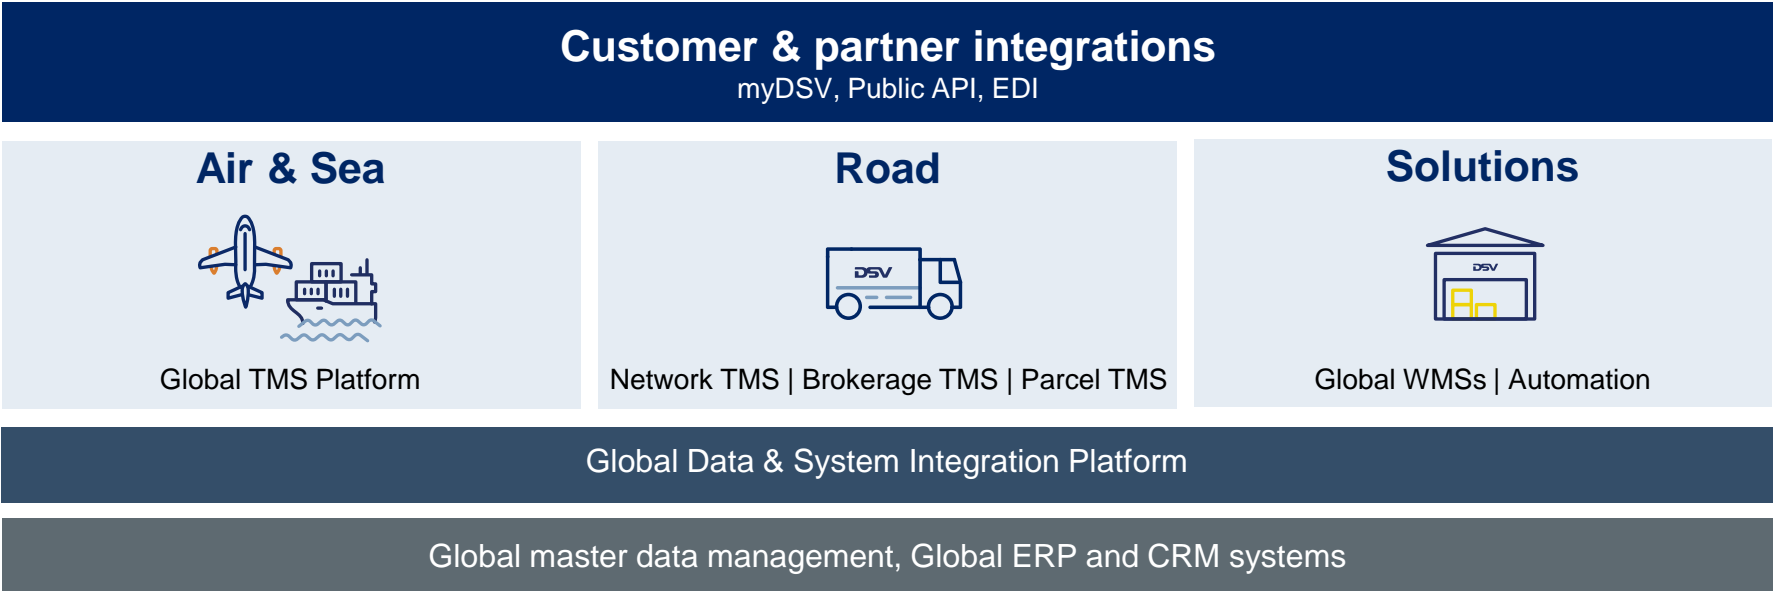 Customer & partner integrations
myDSV, Public API, EDI
Air & Sea
Global TMS Platform
Road
DSV
Network TMS | Brokerage TMS | Parcel TMS
Solutions
DSV
Global WMSs | Automation
Global Data & System Integration Platform
Global master data management, Global ERP and CRM systems